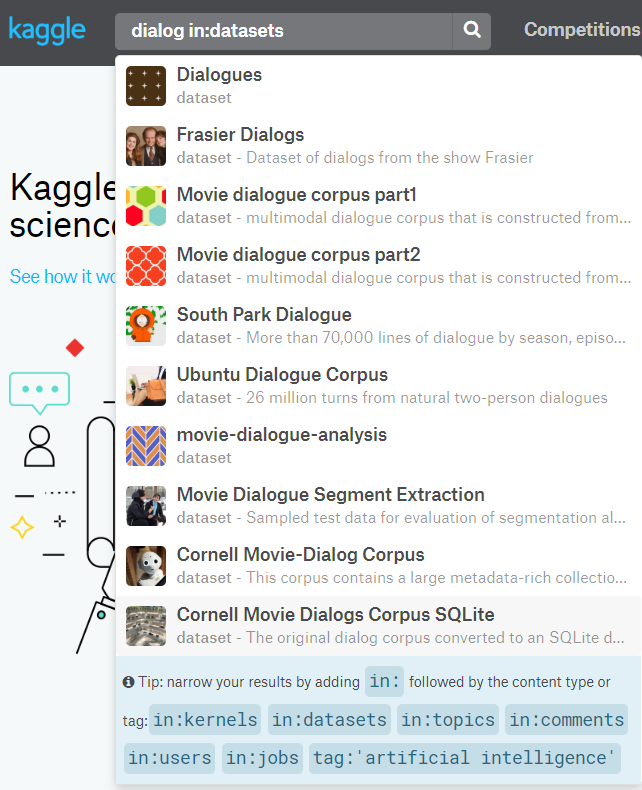 kaggle
dialog in:datasets
Competitions
Kaggle
science
See how it wo
Dialogues
dataset
Frasier Dialogs
dataset - Dataset of dialogs from the show Frasier
Movie dialogue corpus part1
dataset - multimodal dialogue corpus that is constructed from...
Movie dialogue corpus part2
dataset - multimodal dialogue corpus that is constructed from...
South Park Dialogue
dataset - More than 70,000 lines of dialogue by season, episo...
Ubuntu Dialogue Corpus
dataset - 26 million turns from natural two-person dialogues
movie-dialogue-analysis
dataset
Movie Dialogue Segment Extraction
dataset - Sampled test data for evaluation of segmentation al...
Cornell Movie-Dialog Corpus
dataset - This corpus contains a large metadata-rich collectio...
Cornell Movie Dialogs Corpus SQLite
dataset - The original dialog corpus converted to an SQLite d...
Tip: narrow your results by adding in: followed by the content type or
tag: in:kernels in:datasets in:topics in:comments
in:users in:jobs tag:'artificial intelligence'